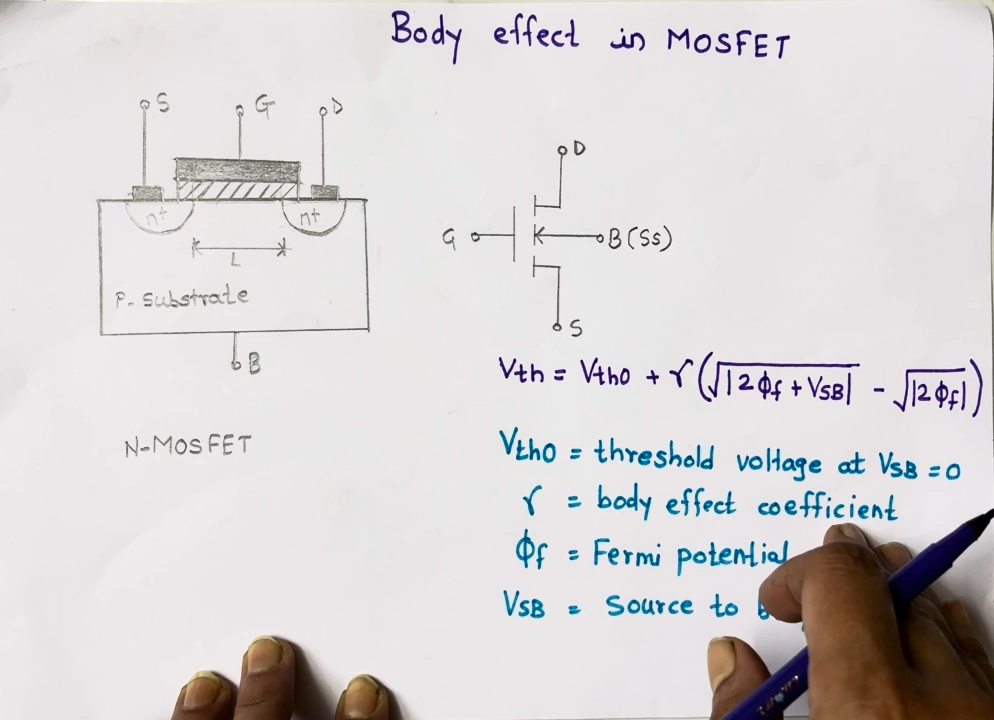 Body effect in MOSFET
S G D
n+ n+
L
P-Substrate
B
N-MOSFET
D
G B(SS)
S
Vth = Vth0 + γ(√|2ϕf + VSB| - √|2ϕf|)
Vth0 = threshold voltage at VSB = 0
γ = body effect coefficient
ϕf = Fermi potential
VSB = Source to